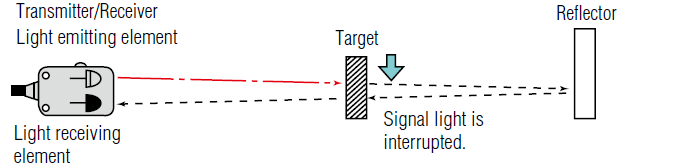 Transmitter/Receiver
Light emitting element
Target
Reflector
Light receiving
element
Signal light is
interrupted.